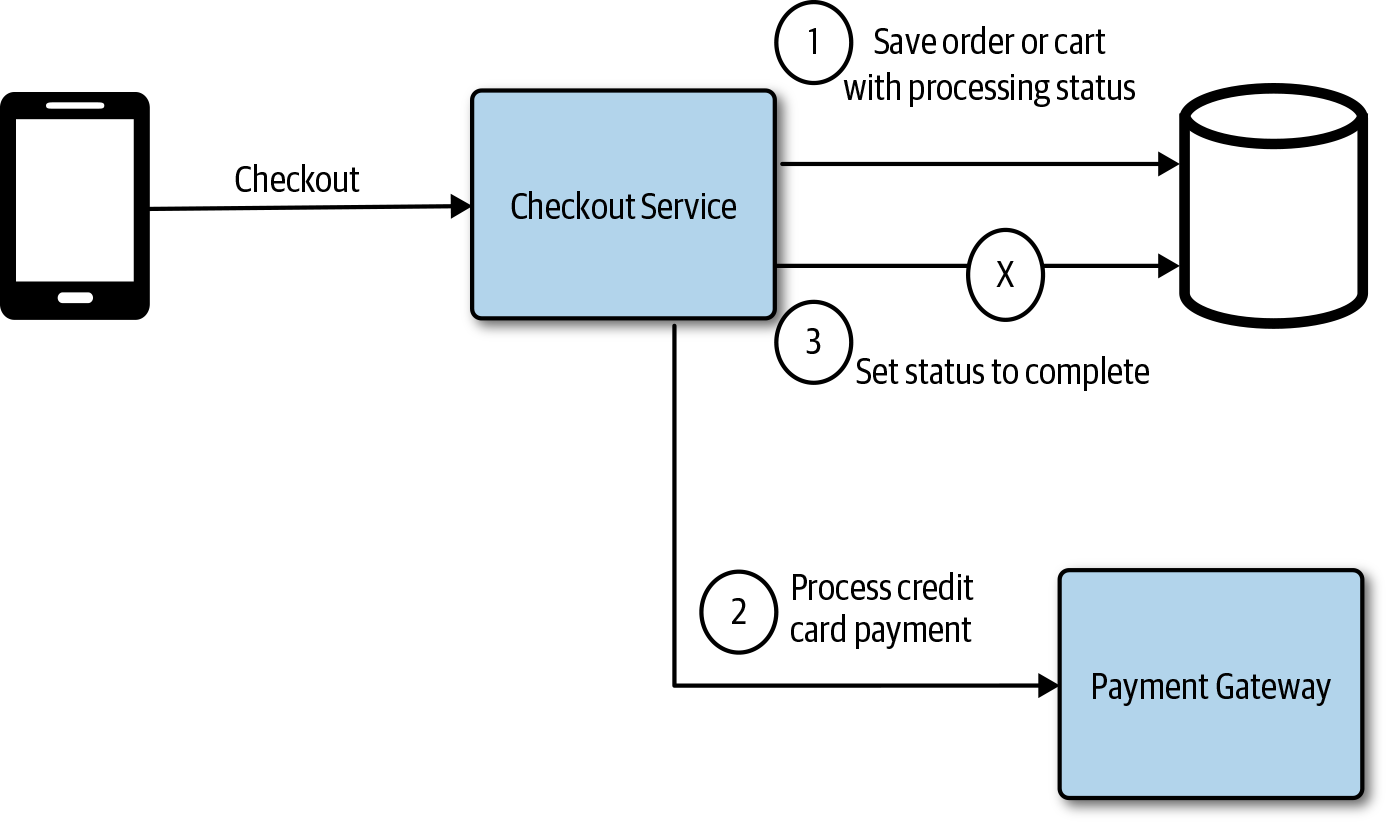 1
Save order or cart
with processing status
Checkout
Checkout Service
X
3
Set status to complete
2
Process credit
card payment
Payment Gateway